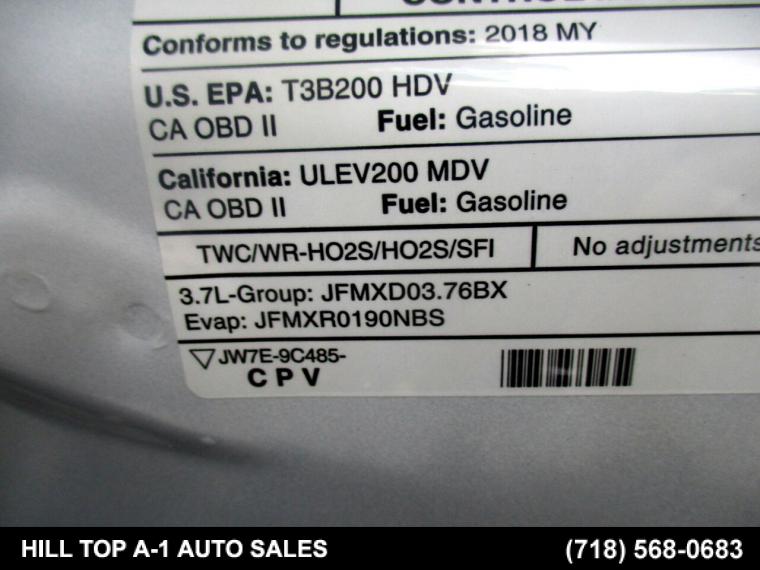 Conforms to regulations: 2018 MY
U.S. EPA: T3B200 HDV
CA OBD II Fuel: Gasoline
California: ULEV200 MDV
CA OBD II Fuel: Gasoline
TWC/WR-HO2S/HO2S/SFI No adjustments
3.7L-Group: JFMXD03.76BX
Evap: JFMXR0190NBS
JW7E-9C485-
CPV
HILL TOP A-1 AUTO SALES (718) 568-0683